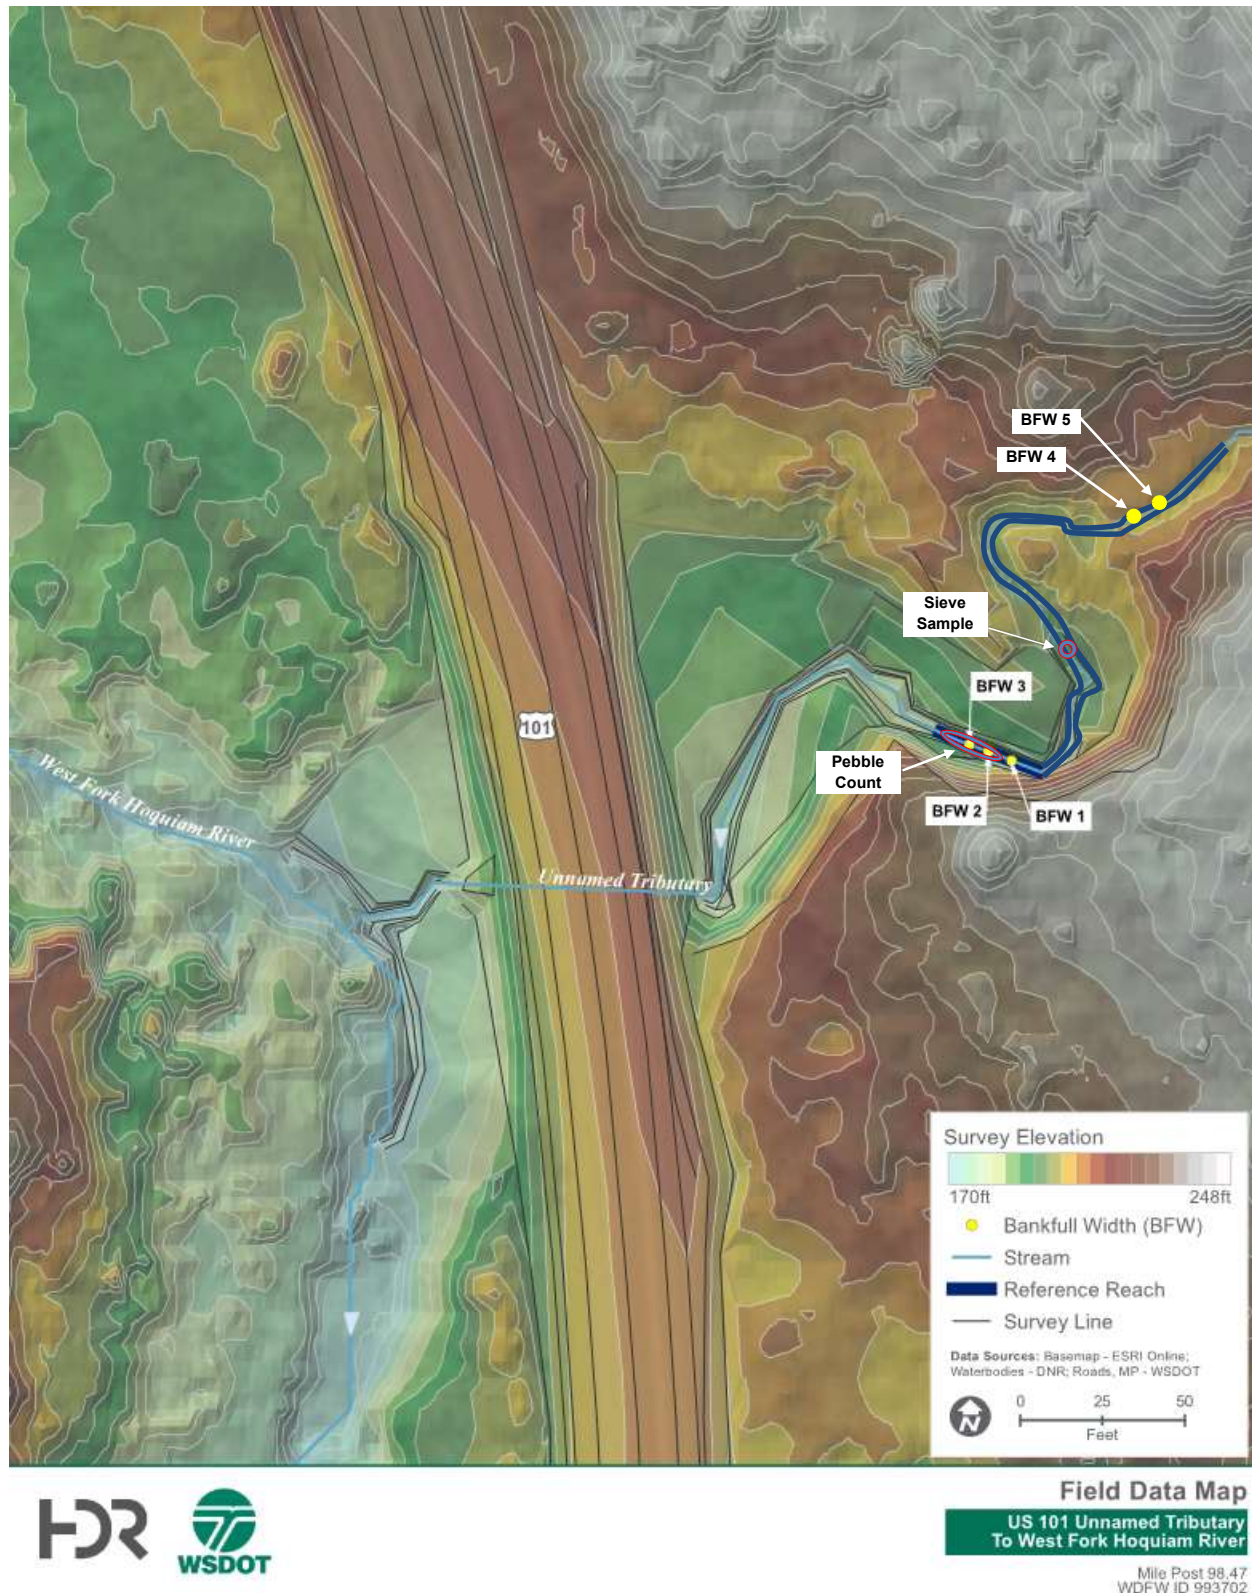 BFW 5
BFW 4
Sieve
Sample
BFW 3
101
Pebble
Count
West Fork Hoquiam River
BFW 2
BFW 1
Unnamed Tributary
Survey Elevation
170ft
248ft
Bankfull Width (BFW)
Stream
Reference Reach
Survey Line
Data Sources: Basemap - ESRI Online;
Waterbodies - DNR; Roads, MP - WSDOT
N
0 25 50
Feet
HDR
WSDOT
Field Data Map
US 101 Unnamed Tributary
To West Fork Hoquiam River
Mile Post 98.47
WDFW ID 993702